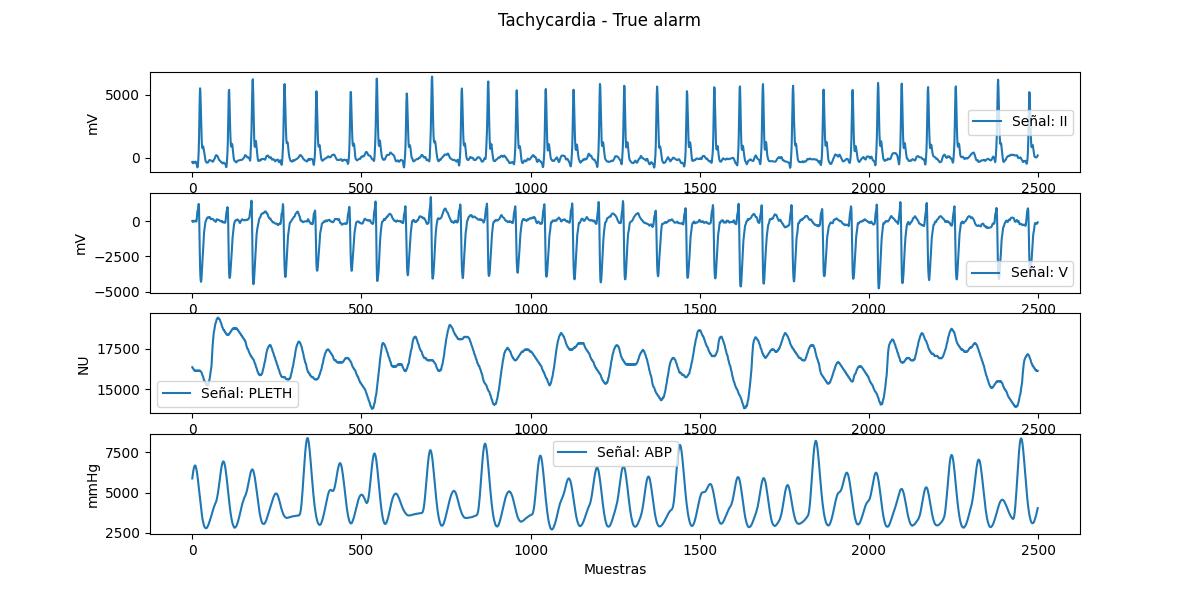 Tachycardia - True alarm
5000
0
mV
Señal: II
0 500 1000 1500 2000 2500
0
−2500
−5000
mV
Señal: V
0 500 1000 1500 2000 2500
17500
15000
NU
Señal: PLETH
0 500 1000 1500 2000 2500
7500
5000
2500
mmHg
Señal: ABP
0 500 1000 1500 2000 2500
Muestras